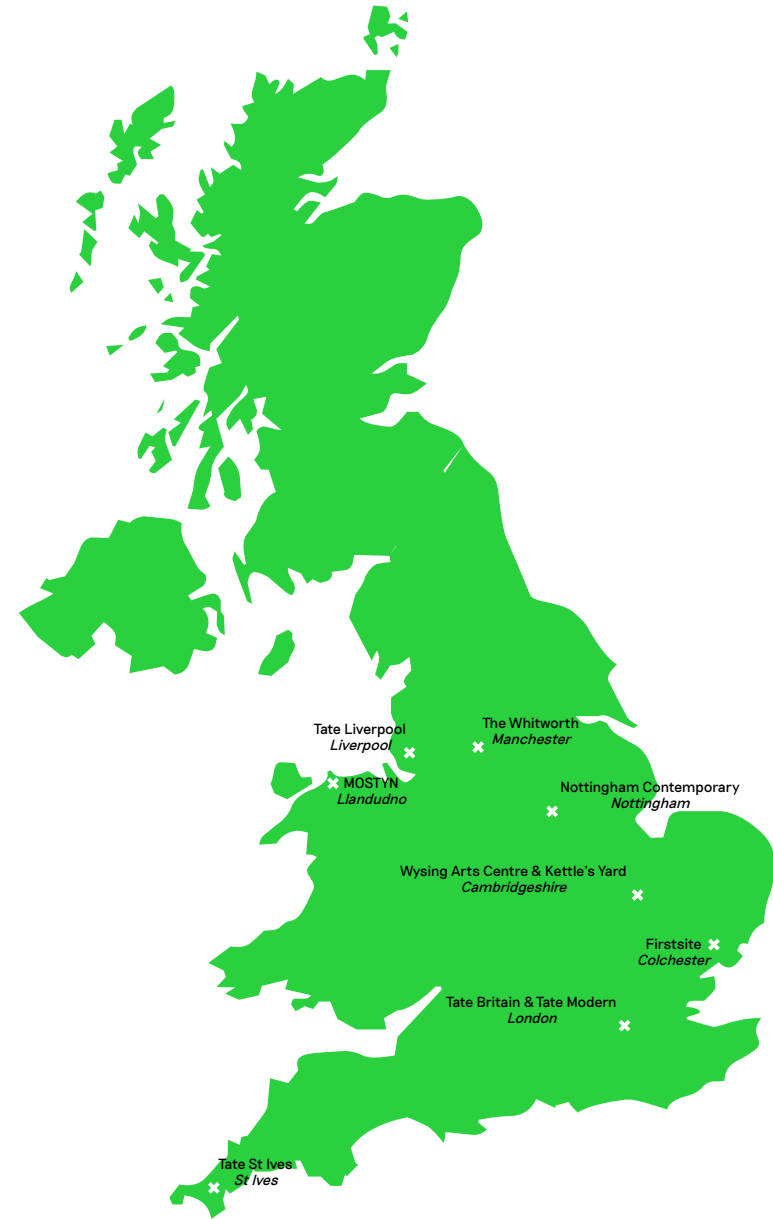 The Whitworth
Manchester
Tate Liverpool
Liverpool
MOSTYN
Llandudno
Nottingham Contemporary
Nottingham
Wysing Arts Centre & Kettle's Yard
Cambridgeshire
Firstsite
Colchester
Tate Britain & Tate Modern
London
Tate St Ives
St Ives